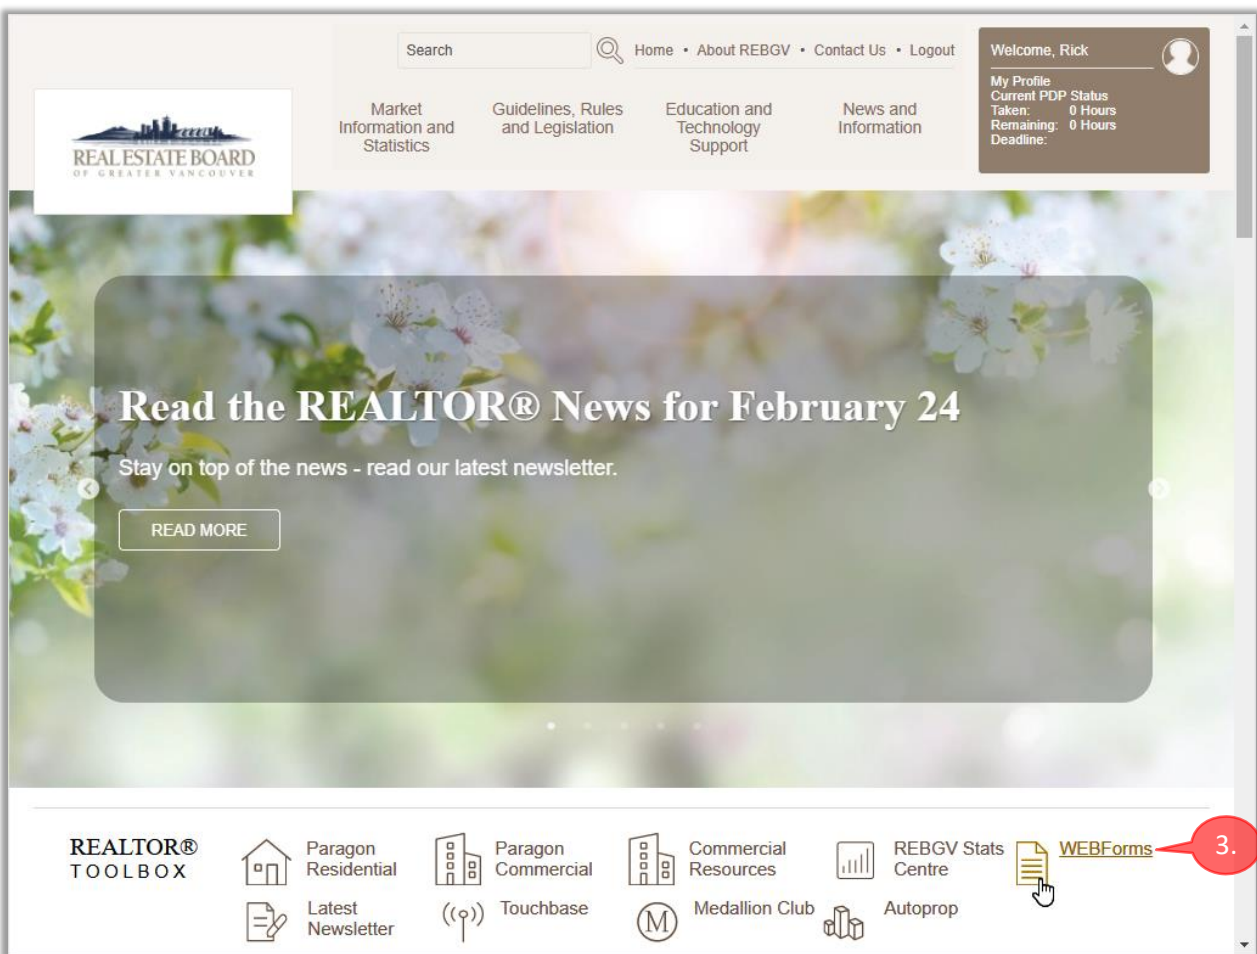 Search
Home • About REBGV • Contact Us • Logout
Welcome, Rick
My Profile
Current PDP Status
Taken: 0 Hours
Remaining: 0 Hours
Deadline:
REAL ESTATE BOARD
OF GREATER VANCOUVER
Market
Information and
Statistics
Guidelines, Rules
and Legislation
Education and
Technology
Support
News and
Information
Read the REALTOR® News for February 24
Stay on top of the news - read our latest newsletter.
READ MORE
REALTOR®
TOOLBOX
Paragon
Residential
Paragon
Commercial
Commercial
Resources
REBGV Stats
Centre
WEBForms
3.
Latest
Newsletter
Touchbase
M
Medallion Club
Autoprop